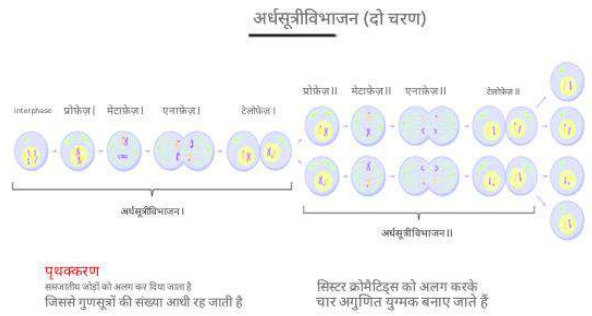 अर्धसूत्रीविभाजन (दो चरण)
interphase
प्रोफ़ेज़ I
मेटाफ़ेज़ I
एनाफ़ेज़ I
टेलोफ़ेज़ I
अर्धसूत्रीविभाजन I
प्रोफ़ेज़ II
मेटाफ़ेज़ II
एनाफ़ेज़ II
टेलोफ़ेज़ II
अर्धसूत्रीविभाजन II
पृथक्करण
समजातीय जोड़ों को अलग कर दिया जाता है
जिससे गुणसूत्रों की संख्या आधी रह जाती है
सिस्टर क्रोमैटिड्स को अलग करके
चार अगुणित युग्मक बनाए जाते हैं